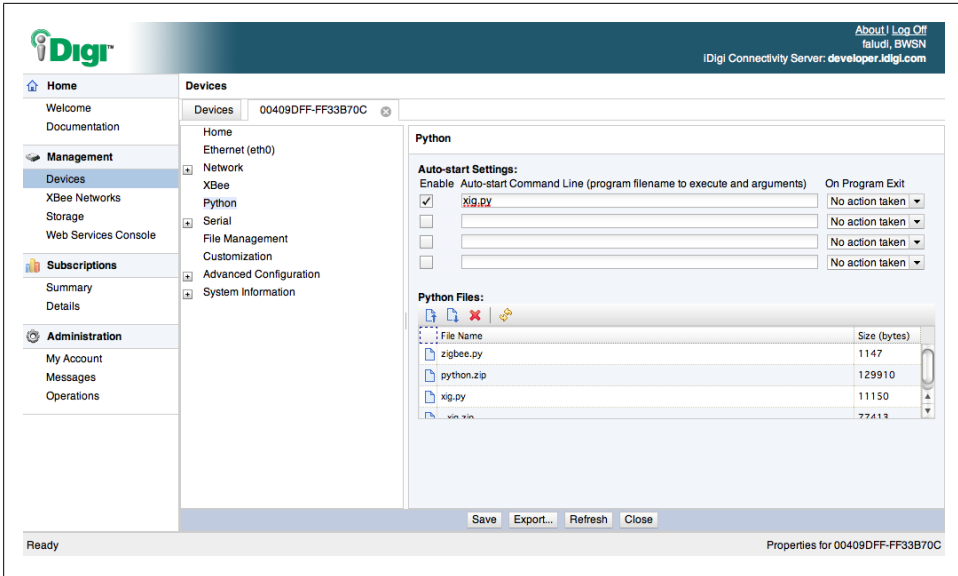 iDigi™
About | Log Off
faludi, BWSN
iDigi Connectivity Server: developer.idigi.com
Home
Welcome
Documentation
Management
Devices
XBee Networks
Storage
Web Services Console
Subscriptions
Summary
Details
Administration
My Account
Messages
Operations
Devices
Devices 00409DFF-FF33B70C
Home
Ethernet (eth0)
Network
XBee
Python
Serial
File Management
Customization
Advanced Configuration
System Information
Python
Auto-start Settings:
Enable Auto-start Command Line (program filename to execute and arguments) On Program Exit
xig.py No action taken
No action taken
No action taken
No action taken
Python Files:
File Name Size (bytes)
zigbee.py 1147
python.zip 129910
xig.py 11150
_xig.zip 77413
Save Export... Refresh Close
Ready Properties for 00409DFF-FF33B70C